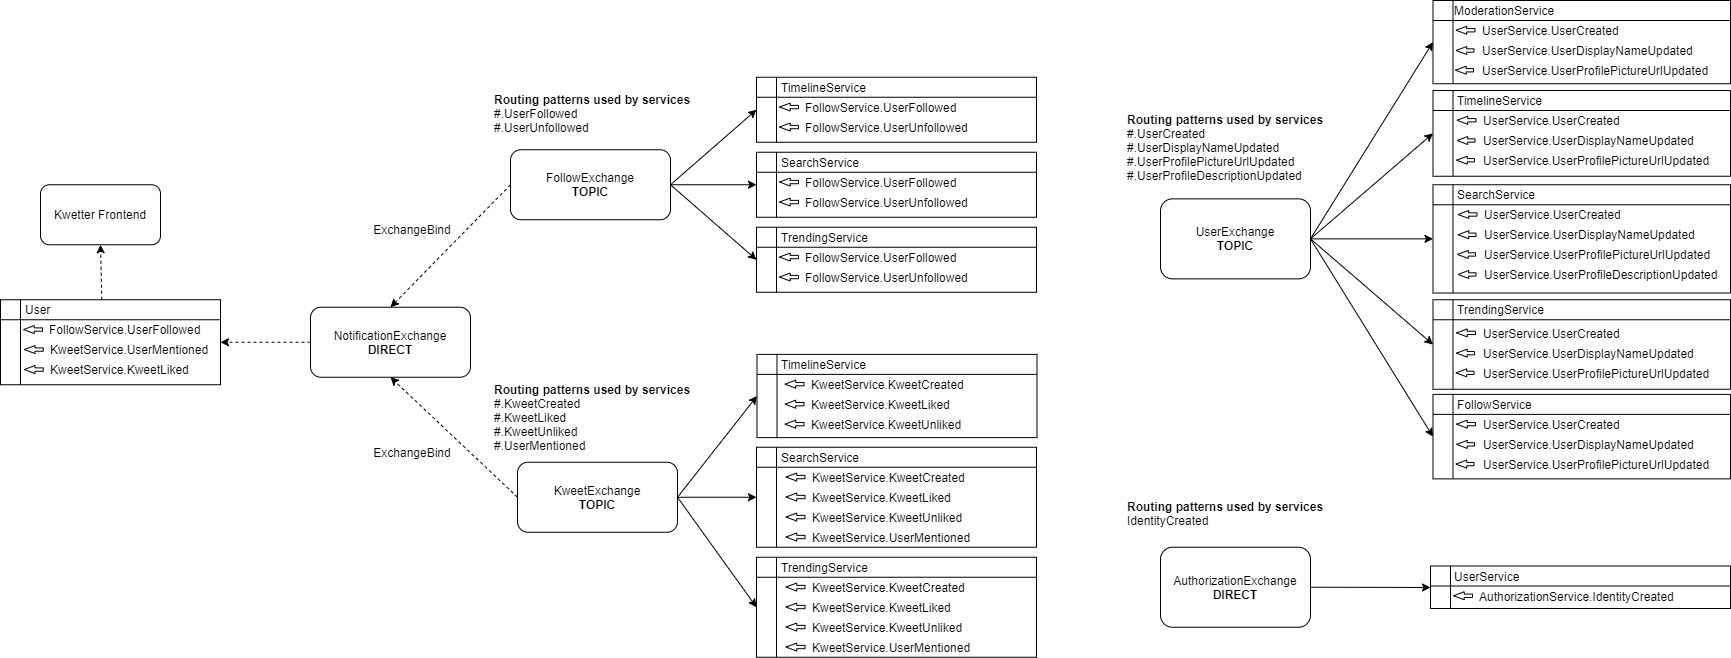 Kwetter Frontend
User
FollowService.UserFollowed
KweetService.UserMentioned
KweetService.KweetLiked
NotificationExchange
DIRECT
ExchangeBind
ExchangeBind
Routing patterns used by services
#.UserFollowed
#.UserUnfollowed
FollowExchange
TOPIC
TimelineService
FollowService.UserFollowed
FollowService.UserUnfollowed
SearchService
FollowService.UserFollowed
FollowService.UserUnfollowed
TrendingService
FollowService.UserFollowed
FollowService.UserUnfollowed
Routing patterns used by services
#.KweetCreated
#.KweetLiked
#.KweetUnliked
#.UserMentioned
KweetExchange
TOPIC
TimelineService
KweetService.KweetCreated
KweetService.KweetLiked
KweetService.KweetUnliked
SearchService
KweetService.KweetCreated
KweetService.KweetLiked
KweetService.KweetUnliked
KweetService.UserMentioned
TrendingService
KweetService.KweetCreated
KweetService.KweetLiked
KweetService.KweetUnliked
KweetService.UserMentioned
Routing patterns used by services
#.UserCreated
#.UserDisplayNameUpdated
#.UserProfilePictureUrlUpdated
#.UserProfileDescriptionUpdated
UserExchange
TOPIC
ModerationService
UserService.UserCreated
UserService.UserDisplayNameUpdated
UserService.UserProfilePictureUrlUpdated
TimelineService
UserService.UserCreated
UserService.UserDisplayNameUpdated
UserService.UserProfilePictureUrlUpdated
SearchService
UserService.UserCreated
UserService.UserDisplayNameUpdated
UserService.UserProfilePictureUrlUpdated
UserService.UserProfileDescriptionUpdated
TrendingService
UserService.UserCreated
UserService.UserDisplayNameUpdated
UserService.UserProfilePictureUrlUpdated
FollowService
UserService.UserCreated
UserService.UserDisplayNameUpdated
UserService.UserProfilePictureUrlUpdated
Routing patterns used by services
IdentityCreated
AuthorizationExchange
DIRECT
UserService
AuthorizationService.IdentityCreated